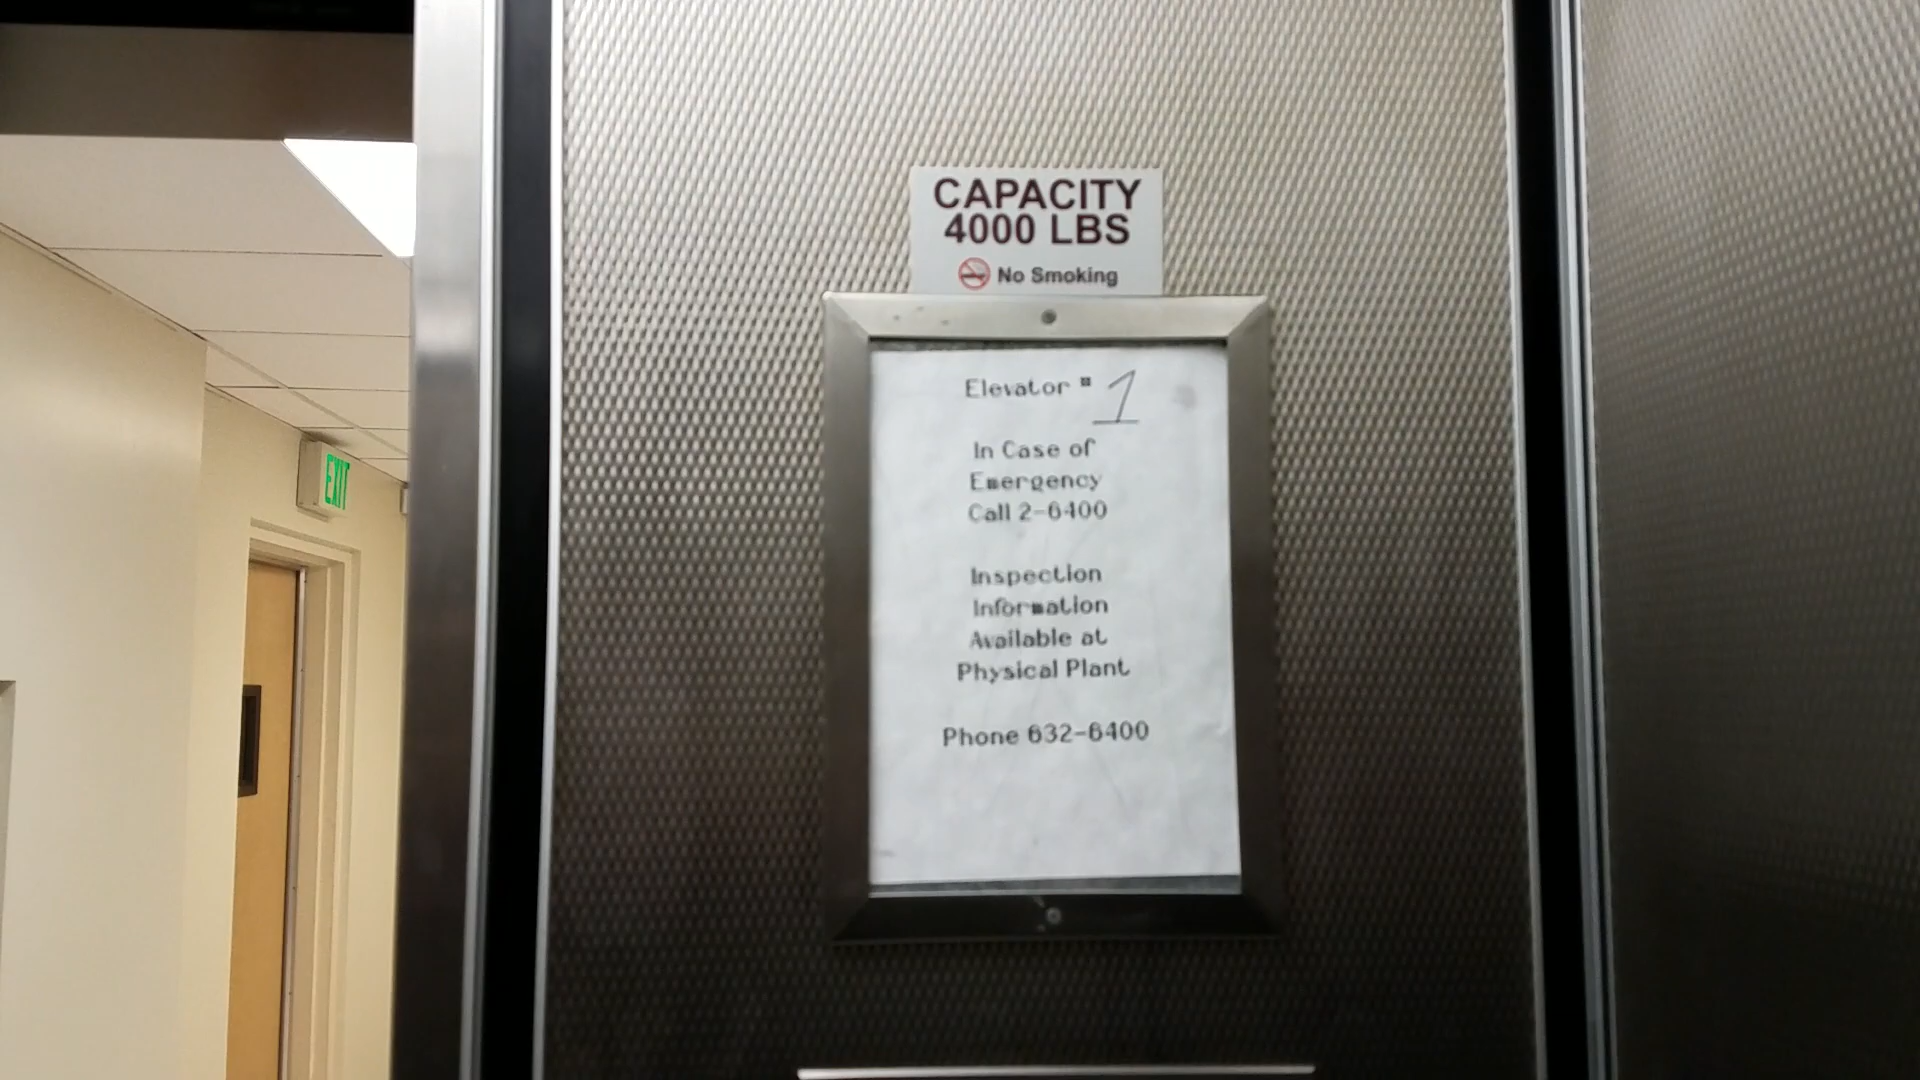 CAPACITY
4000 LBS
No Smoking
Elevator # 1
In Case of
Emergency
Call 2-6400
Inspection
Information
Available at
Physical Plant
Phone 632-6400
EXIT